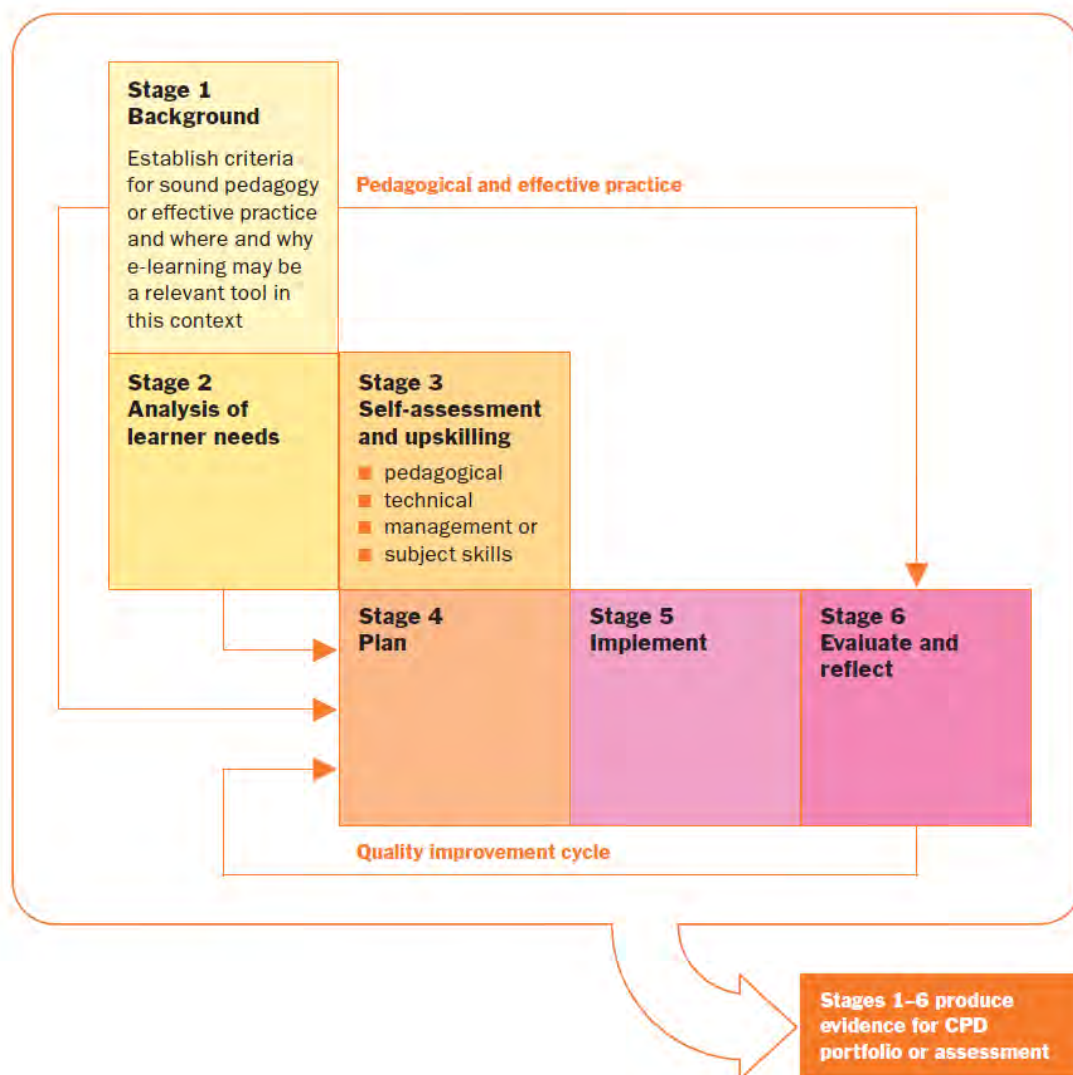 Stage 1
Background
Establish criteria
for sound pedagogy
or effective practice
and where and why
e-learning may be
a relevant tool in
this context
Pedagogical and effective practice
Stage 2
Analysis of
learner needs
Stage 3
Self-assessment
and upskilling
■ pedagogical
■ technical
■ management or
■ subject skills
Stage 4
Plan
Stage 5
Implement
Stage 6
Evaluate and
reflect
Quality improvement cycle
Stages 1–6 produce
evidence for CPD
portfolio or assessment